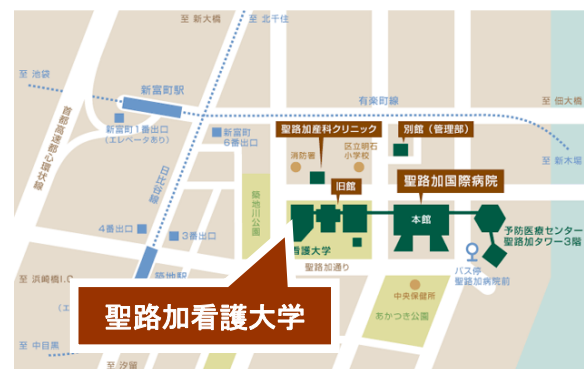 至 新大橋
至 北千住
至 池袋
新富町駅
有楽町線
至 佃大橋
首都高速都心環状線
新富町1番出口
(エレベータあり)
新富町
6番出口
聖路加産科クリニック
別館(管理部)
消防署
区立明石
小学校
至 新木場
日比谷線
旧館
聖路加国際病院
築地川公園
本館
4番出口
3番出口
看護大学
予防医療センター
聖路加タワー3階
聖路加通り
バス停
聖路加病院前
至 浜崎橋I.C
築地駅
中央保健所
聖路加看護大学
あかつき公園
至 中目黒
至 汐留